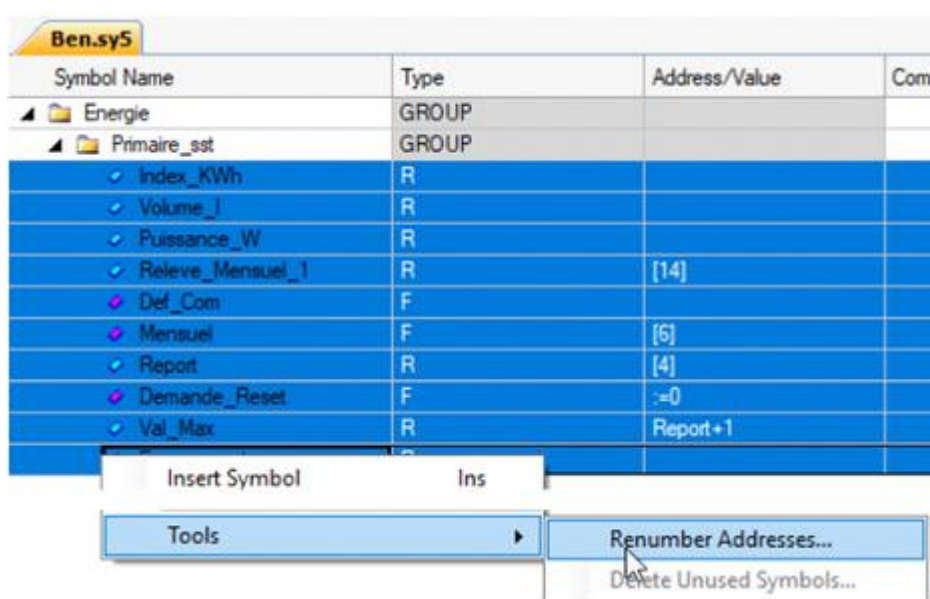 Ben.sy5
Symbol Name Type Address/Value Com
Energie GROUP
Primaire_sst GROUP
Index_KWh R
Volume_l R
Puissance_W R
Releve_Mensuel_1 R [14]
Def_Com F
Mensuel F [6]
Report R [4]
Demande_Reset F :=0
Val_Max R Report+1
Insert Symbol Ins
Tools
Renumber Addresses...
Delete Unused Symbols...